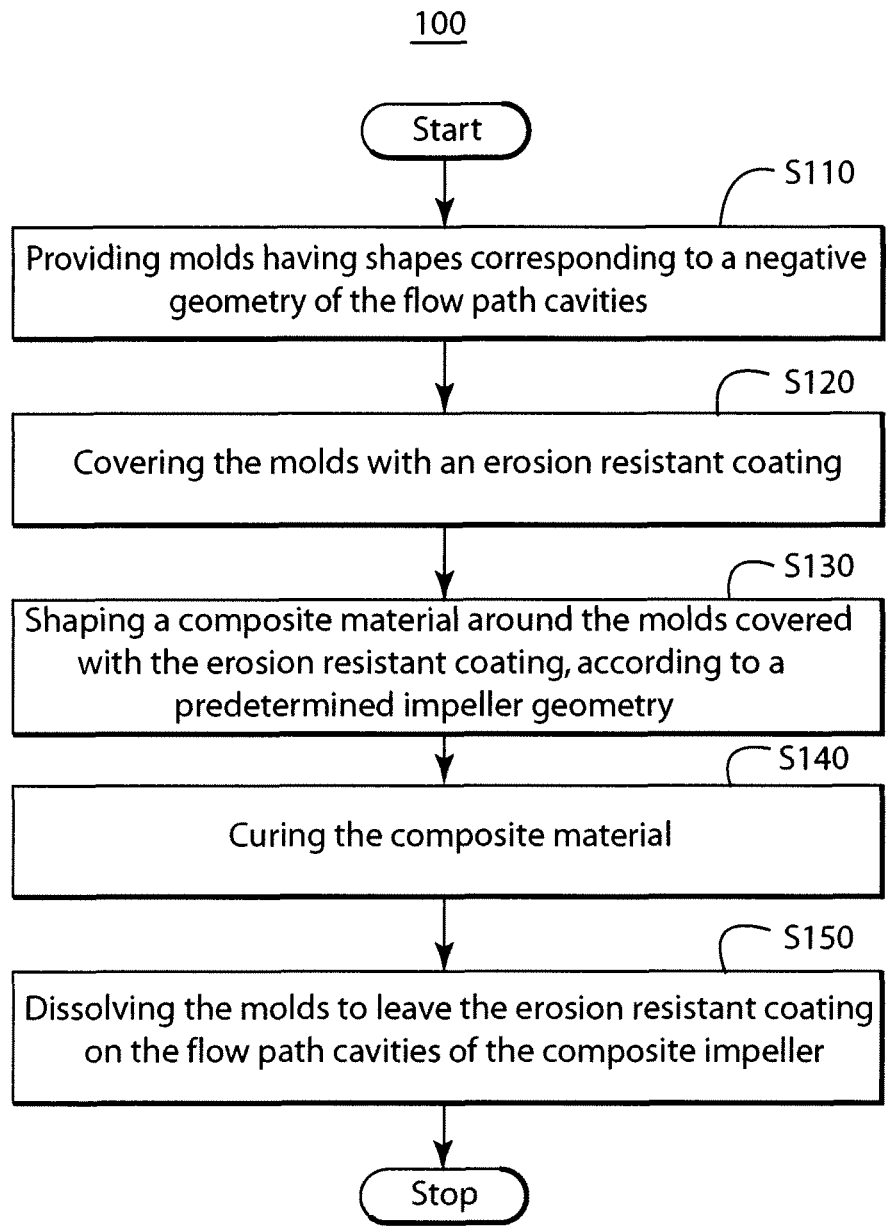 100
Start
S110
Providing molds having shapes corresponding to a negative
geometry of the flow path cavities
S120
Covering the molds with an erosion resistant coating
S130
Shaping a composite material around the molds covered
with the erosion resistant coating, according to a
predetermined impeller geometry
S140
Curing the composite material
S150
Dissolving the molds to leave the erosion resistant coating
on the flow path cavities of the composite impeller
Stop